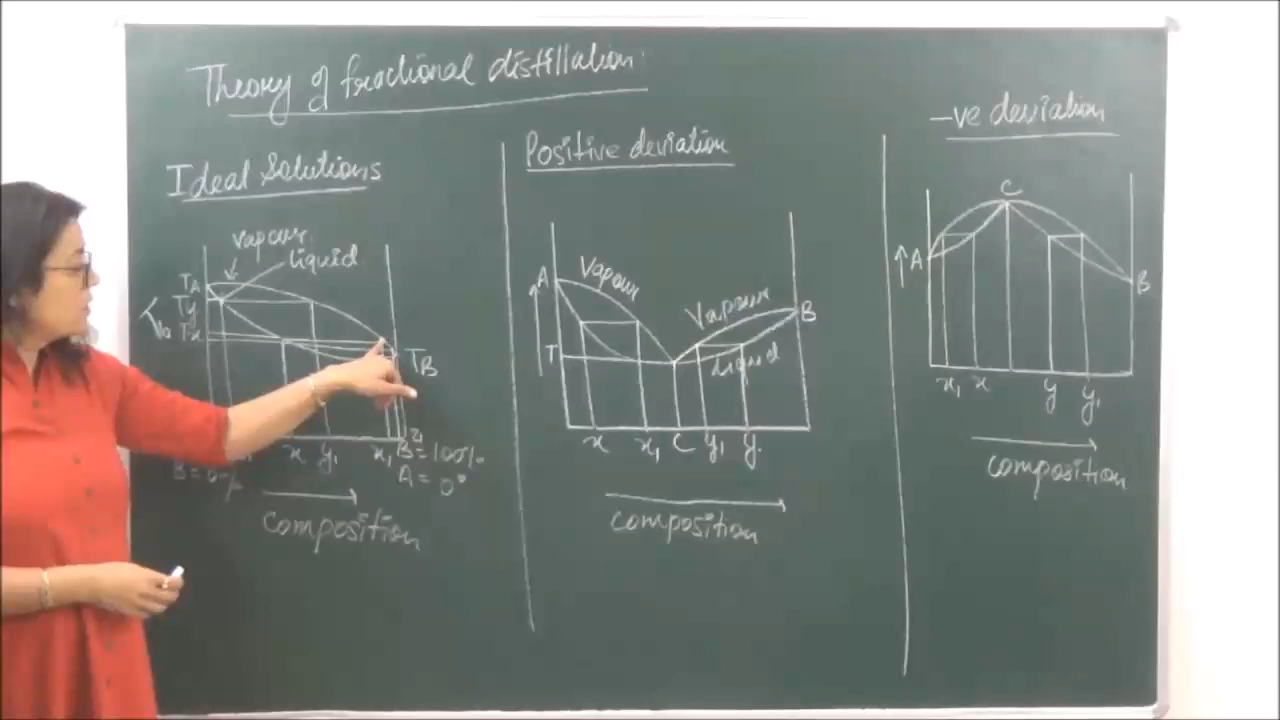 Theory of fractional distillation
Ideal Solutions
vapour
liquid
TA
Ty
Tx
TB
x y₁ x₁
B = 100%
A = 0°
composition
Positive deviation
A
Vapour
Vapour
B
T
Liquid
x x₁ C y₁ y
composition
-ve deviation
C
A
B
x₁ x y y₁
composition